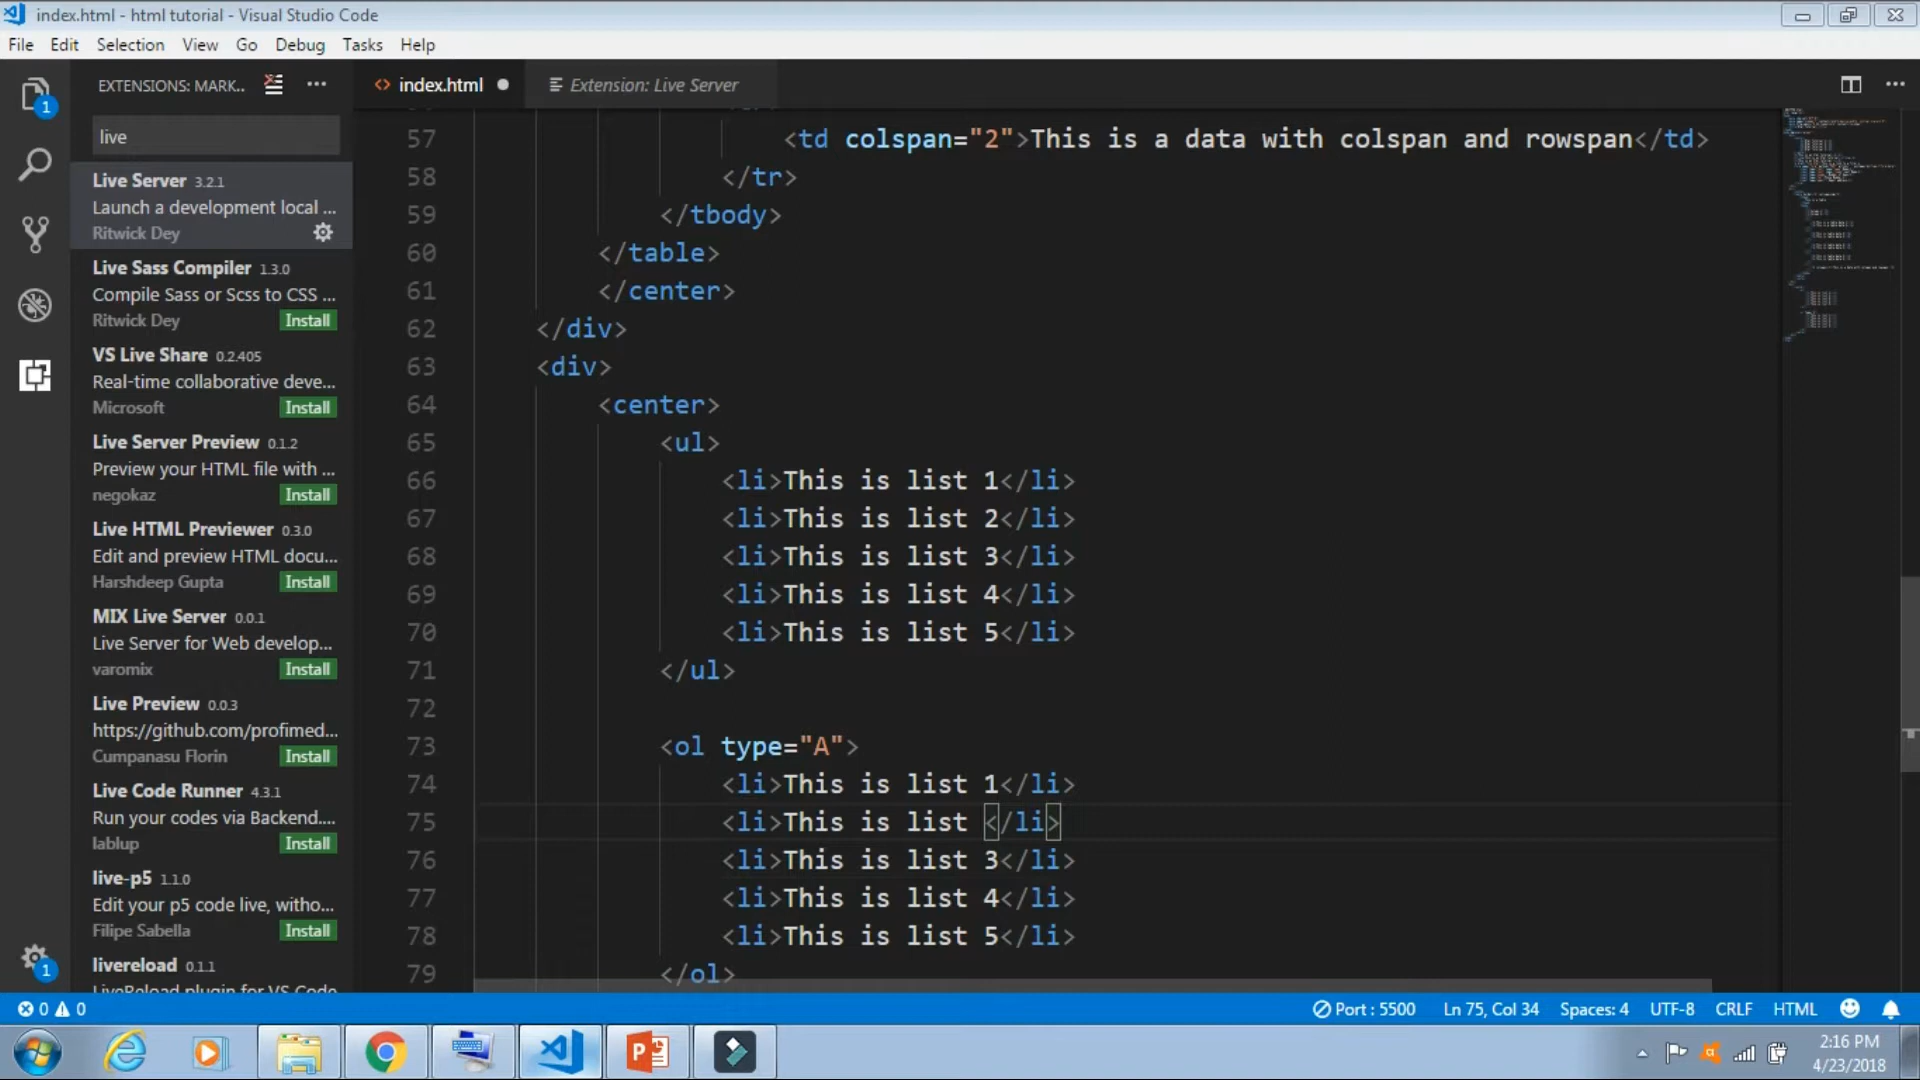 index.html - html tutorial - Visual Studio Code
File Edit Selection View Go Debug Tasks Help
EXTENSIONS: MARK...
index.html
Extension: Live Server
1
live
Live Server 3.2.1
Launch a development local ...
Ritwick Dey
Live Sass Compiler 1.3.0
Compile Sass or Scss to CSS ...
Ritwick Dey Install
VS Live Share 0.2.405
Real-time collaborative deve...
Microsoft Install
Live Server Preview 0.1.2
Preview your HTML file with ...
negokaz Install
Live HTML Previewer 0.3.0
Edit and preview HTML docu...
Harshdeep Gupta Install
MIX Live Server 0.0.1
Live Server for Web develop...
varomix Install
Live Preview 0.0.3
https://github.com/profimed...
Cumpanasu Florin Install
Live Code Runner 4.3.1
Run your codes via Backend....
lablup Install
live-p5 1.1.0
Edit your p5 code live, witho...
Filipe Sabella Install
livereload 0.1.1
LiveReload plugin for VS Code
1
57 <td colspan="2">This is a data with colspan and rowspan</td>
58 </tr>
59 </tbody>
60 </table>
61 </center>
62 </div>
63 <div>
64 <center>
65 <ul>
66 <li>This is list 1</li>
67 <li>This is list 2</li>
68 <li>This is list 3</li>
69 <li>This is list 4</li>
70 <li>This is list 5</li>
71 </ul>
72
73 <ol type="A">
74 <li>This is list 1</li>
75 <li>This is list </li>
76 <li>This is list 3</li>
77 <li>This is list 4</li>
78 <li>This is list 5</li>
79 </ol>
0 0 Port : 5500 Ln 75, Col 34 Spaces: 4 UTF-8 CRLF HTML
2:16 PM
4/23/2018